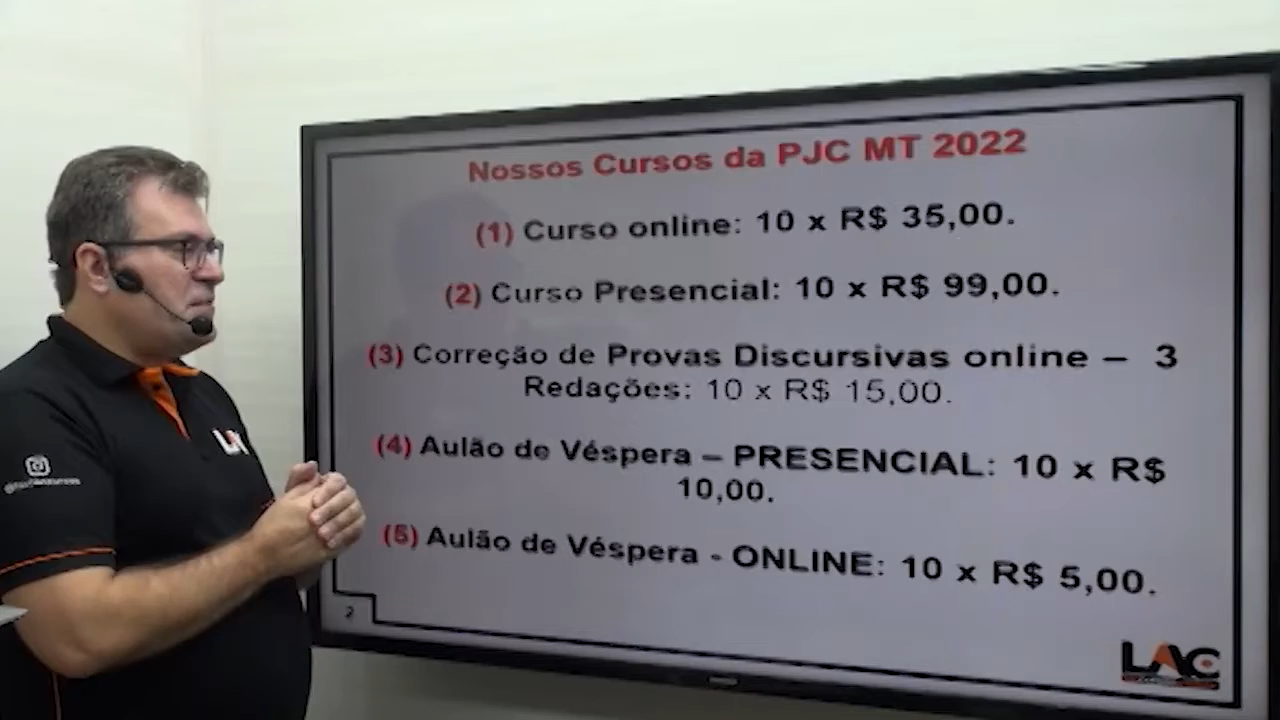 Nossos Cursos da PJC MT 2022
(1) Curso online: 10 x R$ 35,00.
(2) Curso Presencial: 10 x R$ 99,00.
(3) Correção de Provas Discursivas online – 3
Redações: 10 x R$ 15,00.
(4) Aulão de Véspera – PRESENCIAL: 10 x R$
10,00.
(5) Aulão de Véspera - ONLINE: 10 x R$ 5,00.
2
LAC
LAC